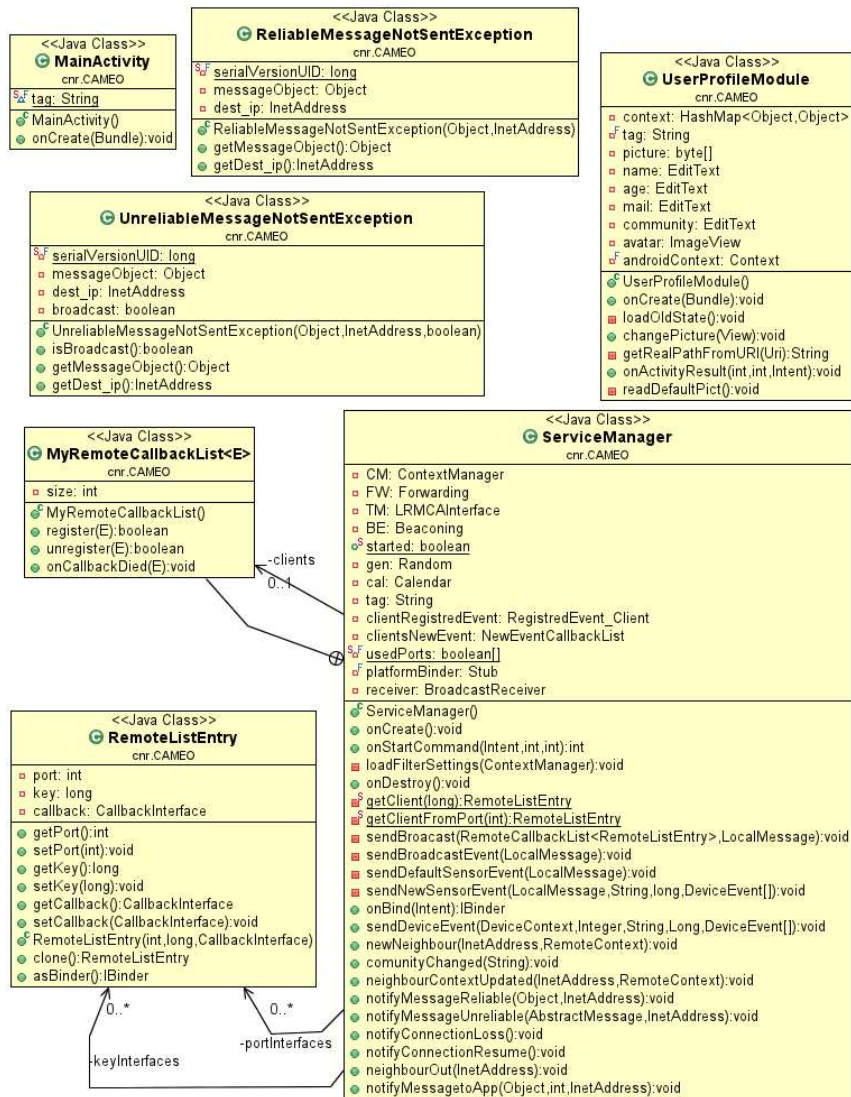 <<Java Class>>
MainActivity
cnr.CAMEO
tag: String
MainActivity()
onCreate(Bundle):void
<<Java Class>>
ReliableMessageNotSentException
cnr.CAMEO
serialVersionUID: long
messageObject: Object
dest_ip: InetAddress
ReliableMessageNotSentException(Object,InetAddress)
getMessageObject():Object
getDest_ip():InetAddress
<<Java Class>>
UserProfileModule
cnr.CAMEO
context: HashMap<Object,Object>
tag: String
picture: byte[]
name: EditText
age: EditText
mail: EditText
community: EditText
avatar: ImageView
androidContext: Context
UserProfileModule()
onCreate(Bundle):void
loadOldState():void
changePicture(View):void
getRealPathFromURI(Uri):String
onActivityResult(int,int,Intent):void
readDefaultPict():void
<<Java Class>>
UnreliableMessageNotSentException
cnr.CAMEO
serialVersionUID: long
messageObject: Object
dest_ip: InetAddress
broadcast: boolean
UnreliableMessageNotSentException(Object,InetAddress,boolean)
isBroadcast():boolean
getMessageObject():Object
getDest_ip():InetAddress
<<Java Class>>
MyRemoteCallbackList<E>
cnr.CAMEO
size: int
MyRemoteCallbackList()
register(E):boolean
unregister(E):boolean
onCallbackDied(E):void
-clients
0..1
<<Java Class>>
ServiceManager
cnr.CAMEO
CM: ContextManager
FW: Forwarding
TM: LRMCAInterface
BE: Beaconing
started: boolean
gen: Random
cal: Calendar
tag: String
clientRegistredEvent: RegistredEvent_Client
clientsNewEvent: NewEventCallbackList
usedPorts: boolean[]
platformBinder: Stub
receiver: BroadcastReceiver
ServiceManager()
onCreate():void
onStartCommand(Intent,int,int):int
loadFilterSettings(ContextManager):void
onDestroy():void
getClient(long):RemoteListEntry
getClientFromPort(int):RemoteListEntry
sendBroacast(RemoteCallbackList<RemoteListEntry>,LocalMessage):void
sendBroadcastEvent(LocalMessage):void
sendDefaultSensorEvent(LocalMessage):void
sendNewSensorEvent(LocalMessage,String,long,DeviceEvent[]):void
onBind(Intent):IBinder
sendDeviceEvent(DeviceContext,Integer,String,Long,DeviceEvent[]):void
newNeighbour(InetAddress,RemoteContext):void
comunityChanged(String):void
neighbourContextUpdated(InetAddress,RemoteContext):void
notifyMessageReliable(Object,InetAddress):void
notifyMessageUnreliable(AbstractMessage,InetAddress):void
notifyConnectionLoss():void
notifyConnectionResume():void
neighbourOut(InetAddress):void
notifyMessagetoApp(Object,int,InetAddress):void
<<Java Class>>
RemoteListEntry
cnr.CAMEO
port: int
key: long
callback: CallbackInterface
getPort():int
setPort(int):void
getKey():long
setKey(long):void
getCallback():CallbackInterface
setCallback(CallbackInterface):void
RemoteListEntry(int,long,CallbackInterface)
clone():RemoteListEntry
asBinder():IBinder
0..*
0..*
-portInterfaces
-keyInterfaces